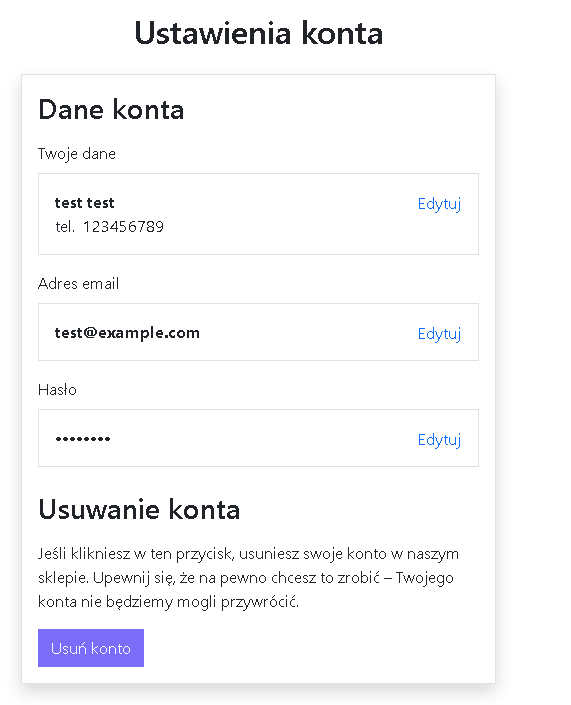 Ustawienia konta
Dane konta
Twoje dane
test test
Edytuj
tel. 123456789
Adres email
test@example.com
Edytuj
Hasło
••••••••
Edytuj
Usuwanie konta
Jeśli klikniesz w ten przycisk, usuniesz swoje konto w naszym
sklepie. Upewnij się, że na pewno chcesz to zrobić – Twojego
konta nie będziemy mogli przywrócić.
Usuń konto